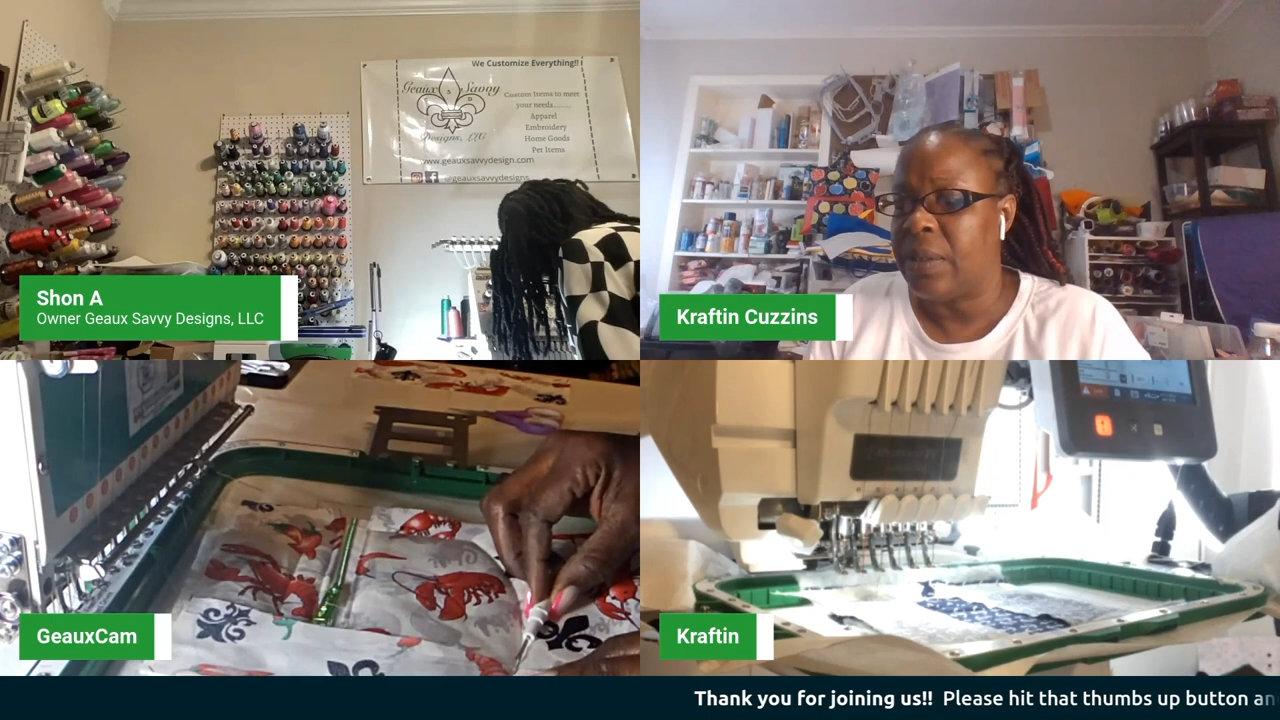 We Customize Everything!!
Geaux Savvy
Designs, LLC
Custom Items to meet
your needs.......
Apparel
Embroidery
Home Goods
Pet Items
www.geauxsavvydesign.com
@geauxsavvydesigns
Shon A
Owner Geaux Savvy Designs, LLC
Kraftin Cuzzins
GeauxCam
Kraftin
Thank you for joining us!! Please hit that thumbs up button an